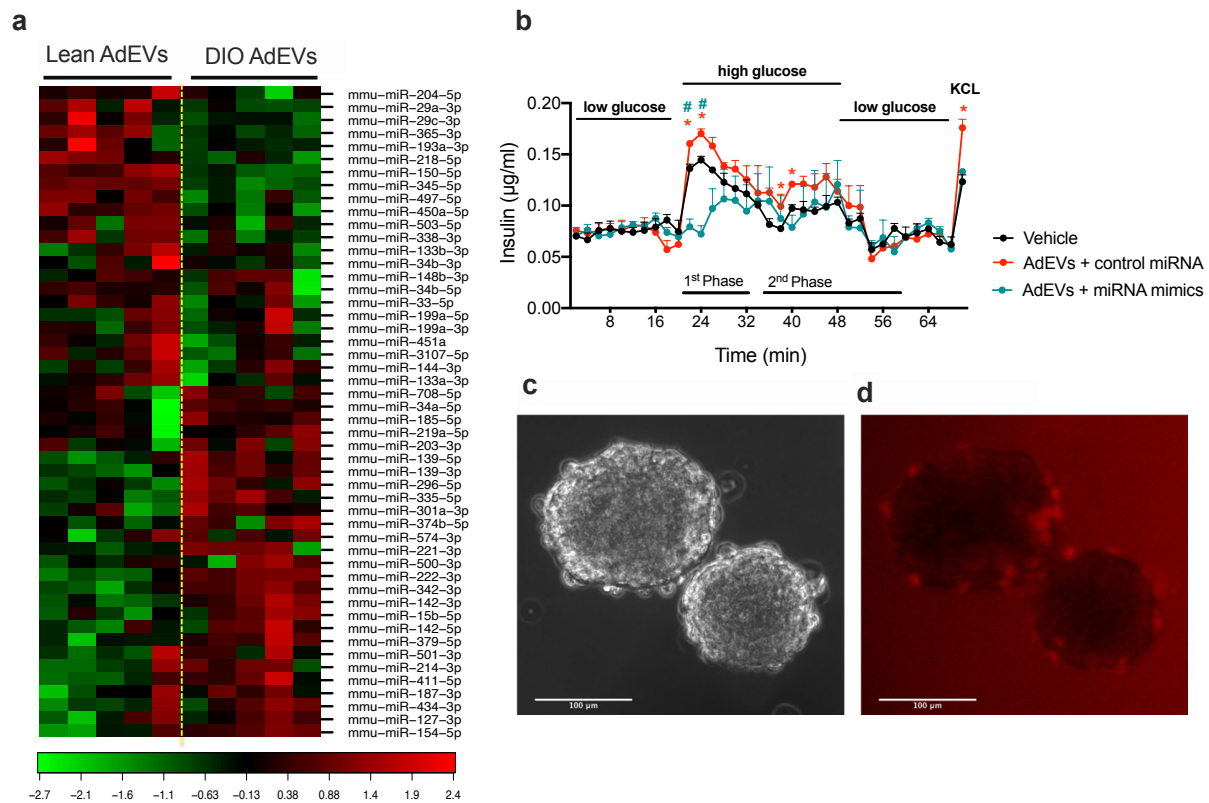 a
Lean AdEVs
DIO AdEVs
mmu−miR−204−5p
mmu−miR−29a−3p
mmu−miR−29c−3p
mmu−miR−365−3p
mmu−miR−193a−3p
mmu−miR−218−5p
mmu−miR−150−5p
mmu−miR−345−5p
mmu−miR−497−5p
mmu−miR−450a−5p
mmu−miR−503−5p
mmu−miR−338−3p
mmu−miR−133b−3p
mmu−miR−34b−3p
mmu−miR−148b−3p
mmu−miR−34b−5p
mmu−miR−33−5p
mmu−miR−199a−5p
mmu−miR−199a−3p
mmu−miR−451a
mmu−miR−3107−5p
mmu−miR−144−3p
mmu−miR−133a−3p
mmu−miR−708−5p
mmu−miR−34a−5p
mmu−miR−185−5p
mmu−miR−219a−5p
mmu−miR−203−3p
mmu−miR−139−5p
mmu−miR−139−3p
mmu−miR−296−5p
mmu−miR−335−5p
mmu−miR−301a−3p
mmu−miR−374b−5p
mmu−miR−574−3p
mmu−miR−221−3p
mmu−miR−500−3p
mmu−miR−222−3p
mmu−miR−342−3p
mmu−miR−142−3p
mmu−miR−15b−5p
mmu−miR−142−5p
mmu−miR−379−5p
mmu−miR−501−3p
mmu−miR−214−3p
mmu−miR−411−5p
mmu−miR−187−3p
mmu−miR−434−3p
mmu−miR−127−3p
mmu−miR−154−5p
−2.7 −2.1 −1.6 −1.1 −0.63 −0.13 0.38 0.88 1.4 1.9 2.4
b
high glucose
low glucose
low glucose
KCL
# #
* * * * *
0.20
0.15
0.10
0.05
0.00
Insulin (µg/ml)
1st Phase
2nd Phase
8 16 24 32 40 48 56 64
Time (min)
Vehicle
AdEVs + control miRNA
AdEVs + miRNA mimics
c
100 µm
d
100 µm